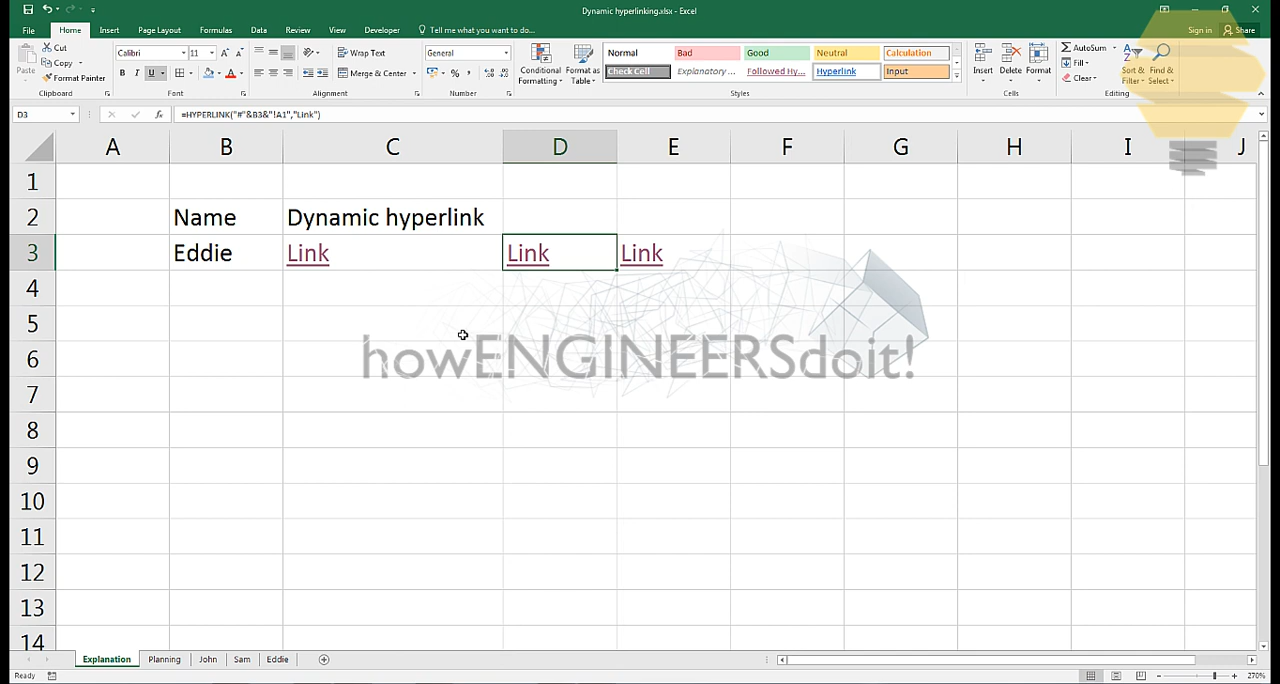 Dynamic hyperlinking.xlsx - Excel
File Home Insert Page Layout Formulas Data Review View Developer Tell me what you want to do... Sign in Share
Paste Cut Copy Format Painter Clipboard
Calibri 11 B I U Font
Wrap Text Merge & Center Alignment
General % Number
Conditional Formatting Format as Table
Normal Bad Good Neutral Calculation
Check Cell Explanatory ... Followed Hy... Hyperlink Input
Styles
Insert Delete Format Cells
AutoSum Fill Clear Sort & Filter Find & Select Editing
D3 fx =HYPERLINK("#"&B3&"!A1","Link")
A B C D E F G H I J
1
2 Name Dynamic hyperlink
3 Eddie Link Link Link
4
5
6
howENGINEERSdoit!
7
8
9
10
11
12
13
14
Explanation Planning John Sam Eddie
Ready 270%